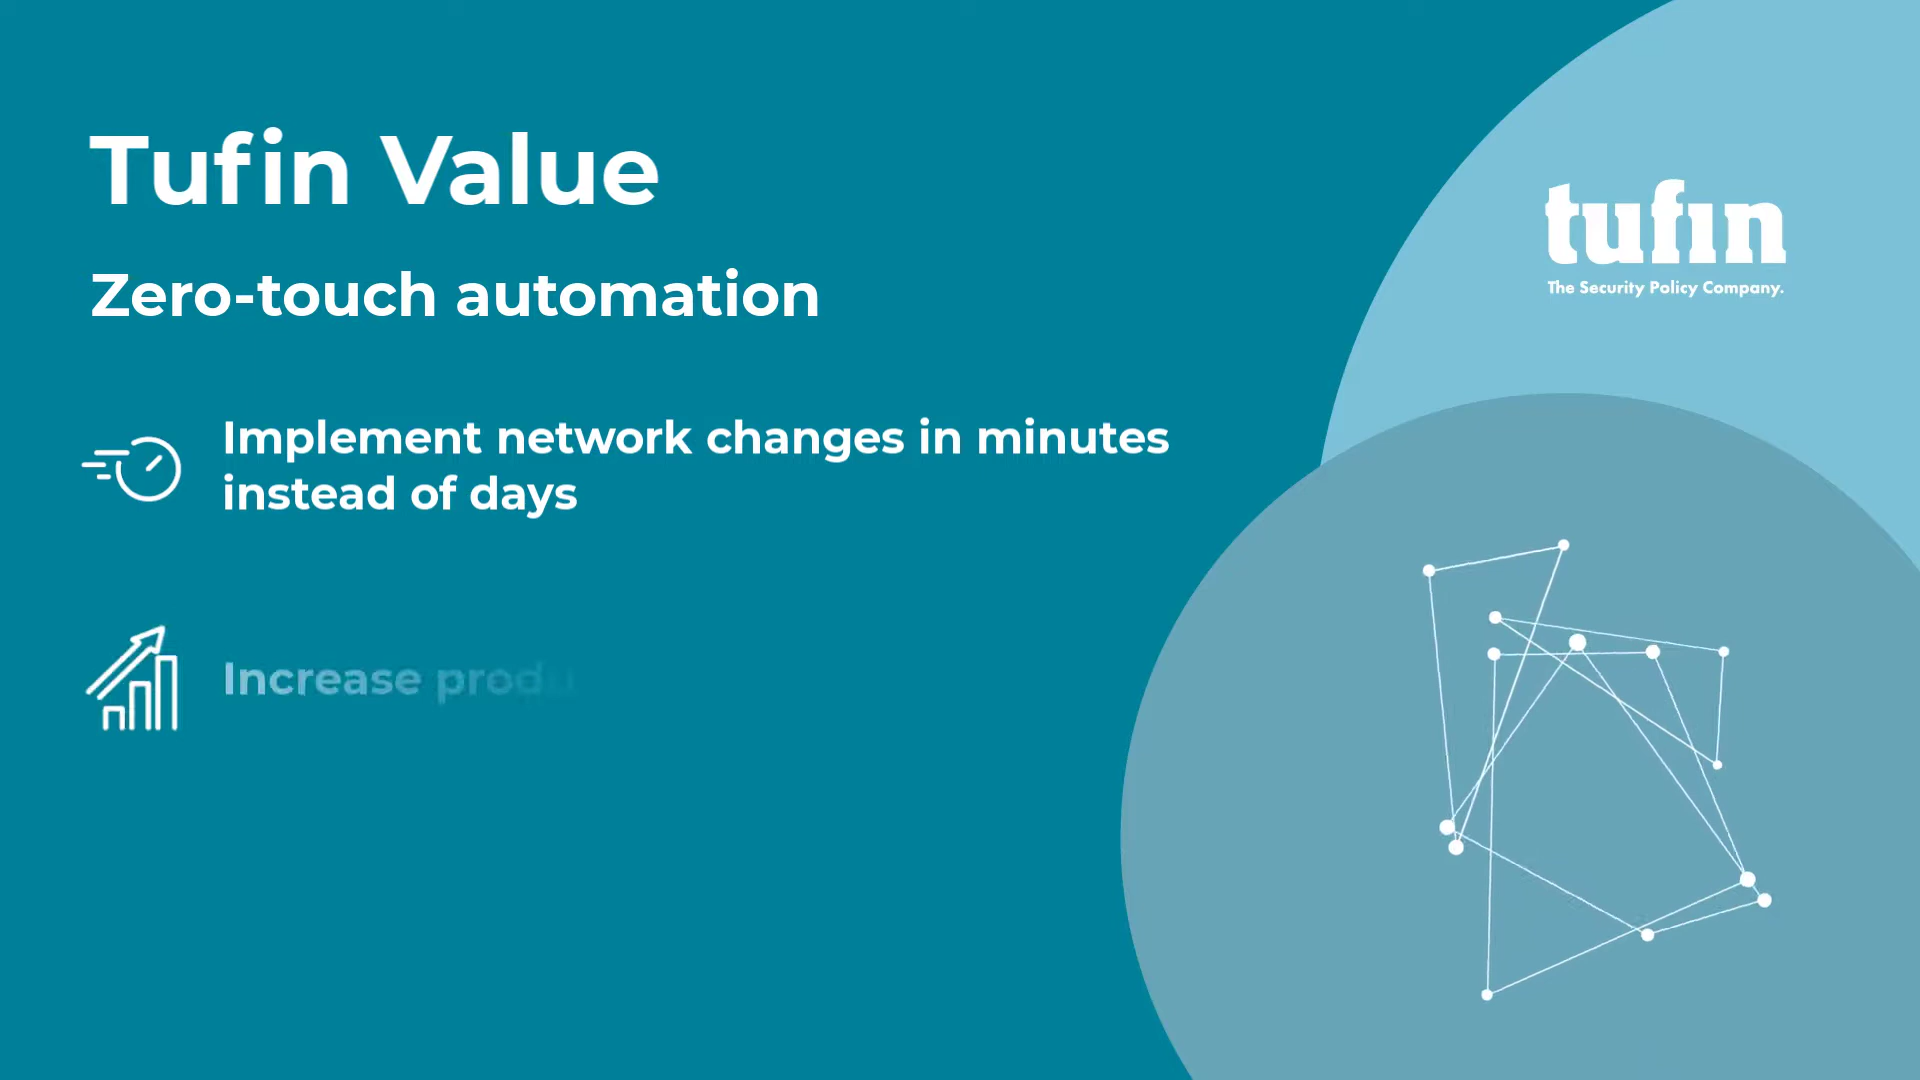 Tufin Value
Zero-touch automation
Implement network changes in minutes
instead of days
Increase produ
tufin
The Security Policy Company.